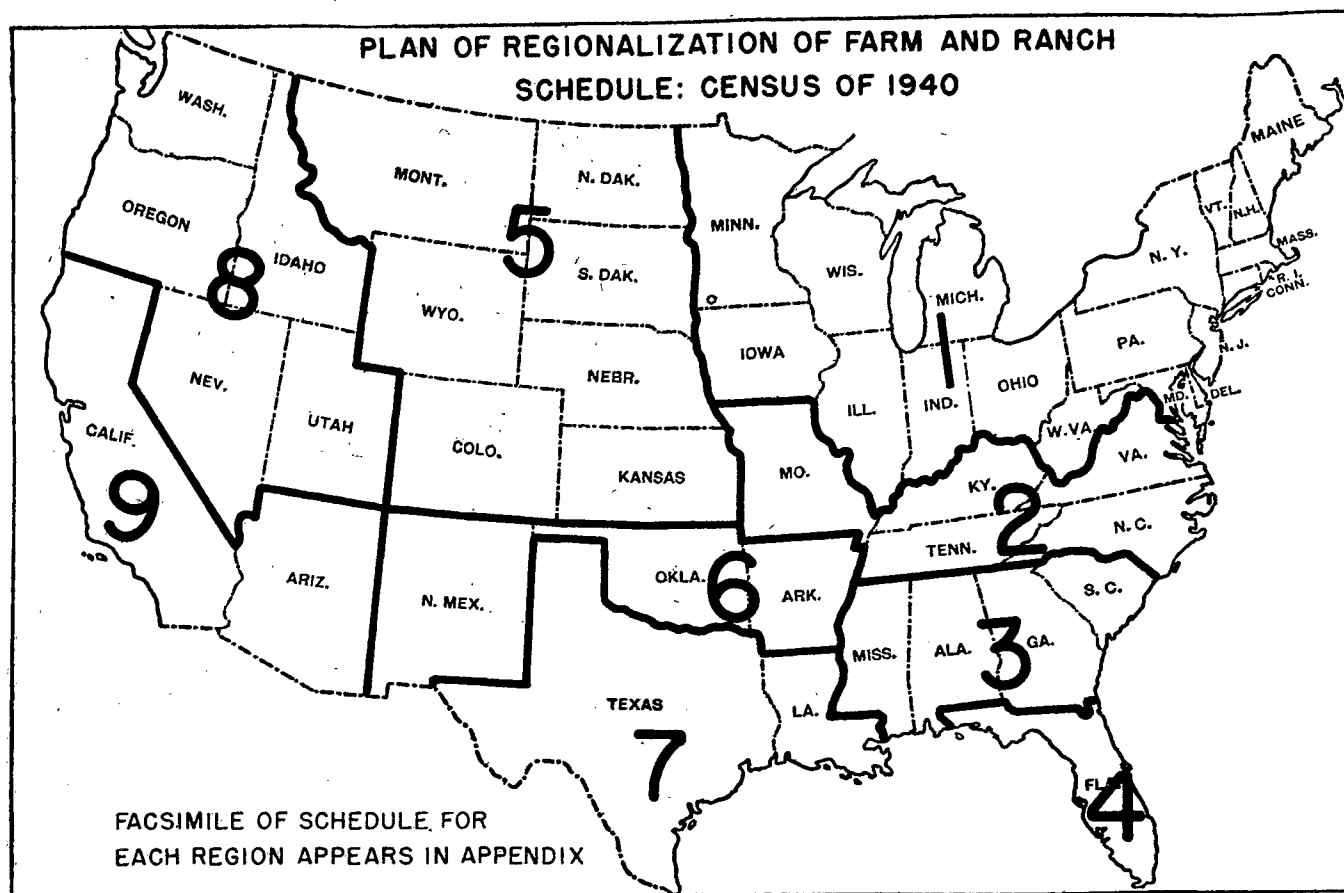 PLAN OF REGIONALIZATION OF FARM AND RANCH
SCHEDULE: CENSUS OF 1940
WASH.
OREGON
IDAHO
8
MONT.
5
N. DAK.
S. DAK.
WYO.
NEBR.
MINN.
WIS.
MICH.
IOWA
ILL.
IND.
1
OHIO
PA.
N.Y.
VT.
N.H.
MAINE
MASS.
R. I.
CONN.
N.J.
MD.
DEL.
W.VA.
VA.
NEV.
UTAH
CALIF.
9
COLO.
KANSAS
MO.
KY.
2
TENN.
N.C.
S.C.
ARIZ.
N. MEX.
OKLA.
6
ARK.
MISS.
ALA.
3
GA.
TEXAS
7
LA.
FLA
4
FACSIMILE OF SCHEDULE FOR
EACH REGION APPEARS IN APPENDIX